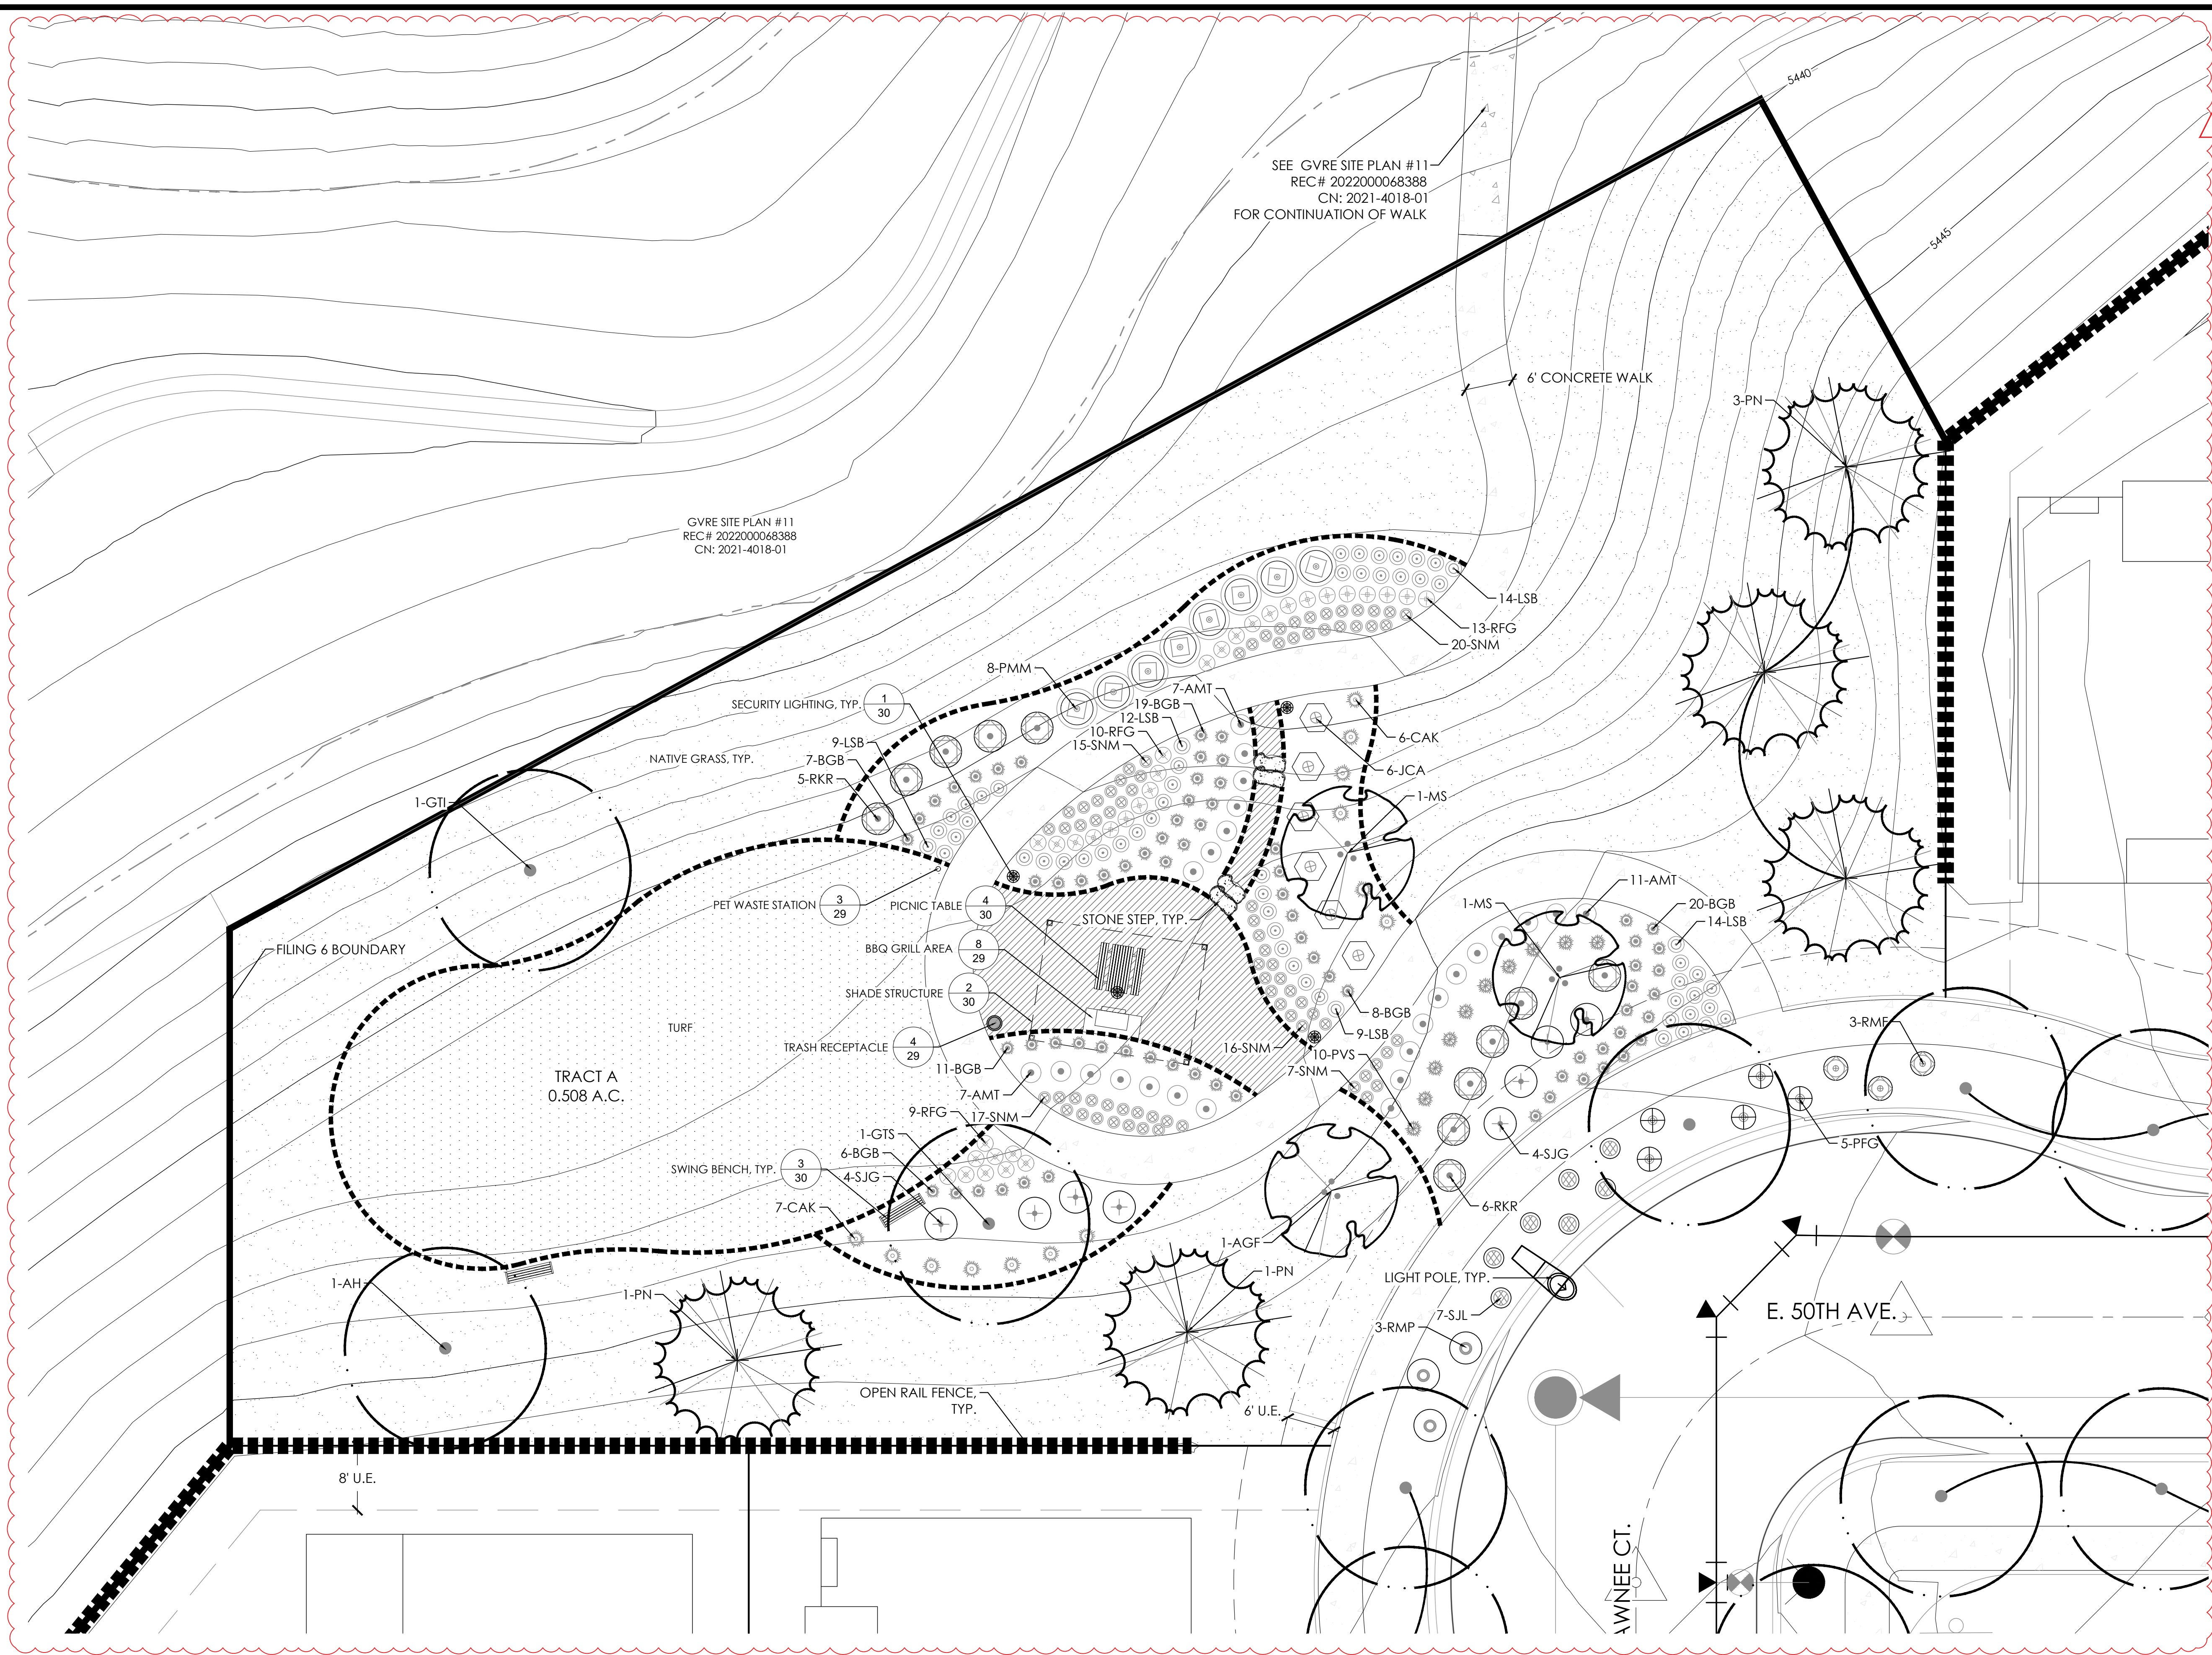 5440
SEE GVRE SITE PLAN #11
REC# 2022000068388
CN: 2021-4018-01
FOR CONTINUATION OF WALK
5445
6' CONCRETE WALK
3-PN
GVRE SITE PLAN #11
REC# 2022000068388
CN: 2021-4018-01
14-LSB
13-RFG
20-SNM
8-PMM
7-AMT
SECURITY LIGHTING, TYP.
1
30
19-BGB
12-LSB
10-RFG
15-SNM
6-CAK
9-LSB
7-BGB
5-RKR
NATIVE GRASS, TYP.
6-JCA
1-MS
1-GTI
11-AMT
PET WASTE STATION
3
29
PICNIC TABLE
4
30
1-MS
20-BGB
14-LSB
STONE STEP, TYP.
FILING 6 BOUNDARY
BBQ GRILL AREA
8
29
SHADE STRUCTURE
2
30
8-BGB
9-LSB
TURF
3-RMF
TRASH RECEPTACLE
4
29
16-SNM
10-PVS
7-SNM
11-BGB
TRACT A
0.508 A.C.
7-AMT
9-RFG
17-SNM
1-GTS
6-BGB
5-PFG
4-SJG
SWING BENCH, TYP.
3
30
4-SJG
7-CAK
6-RKR
1-AGF
1-PN
LIGHT POLE, TYP.
1-AH
1-PN
7-SJL
E. 50TH AVE.
3-RMP
OPEN RAIL FENCE,
TYP.
6' U.E.
8' U.E.
AWNEE CT.